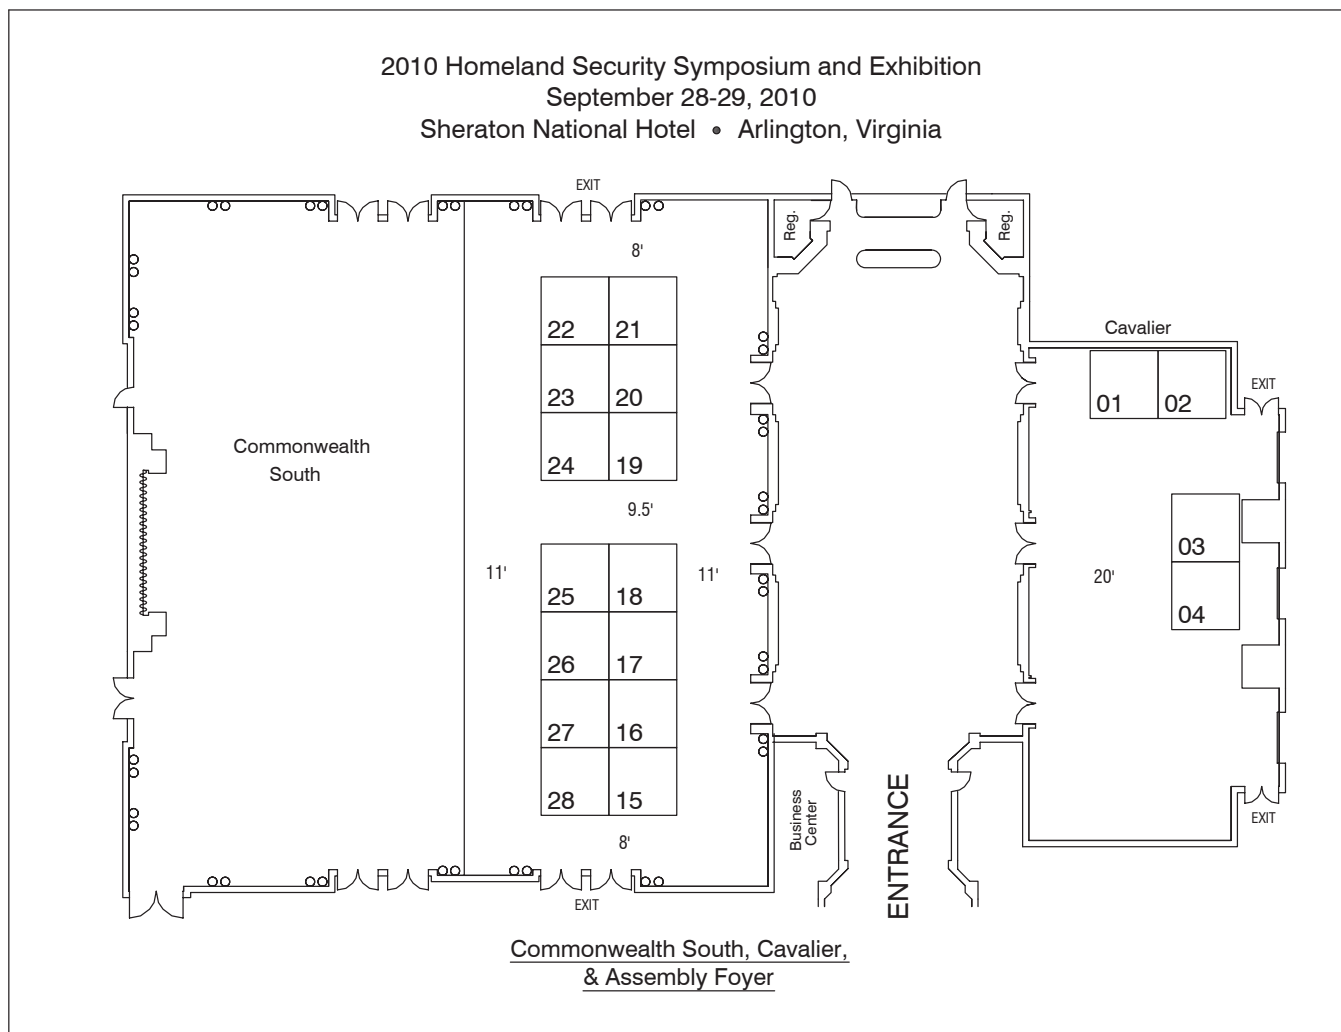 2010 Homeland Security Symposium and Exhibition
September 28-29, 2010
Sheraton National Hotel • Arlington, Virginia
EXIT
Reg.
Reg.
8'
22
21
Cavalier
23
20
01
02
EXIT
Commonwealth
South
24
19
9.5'
03
11'
11'
20'
25
18
04
26
17
27
16
28
15
8'
Business
Center
ENTRANCE
EXIT
EXIT
Commonwealth South, Cavalier,
& Assembly Foyer